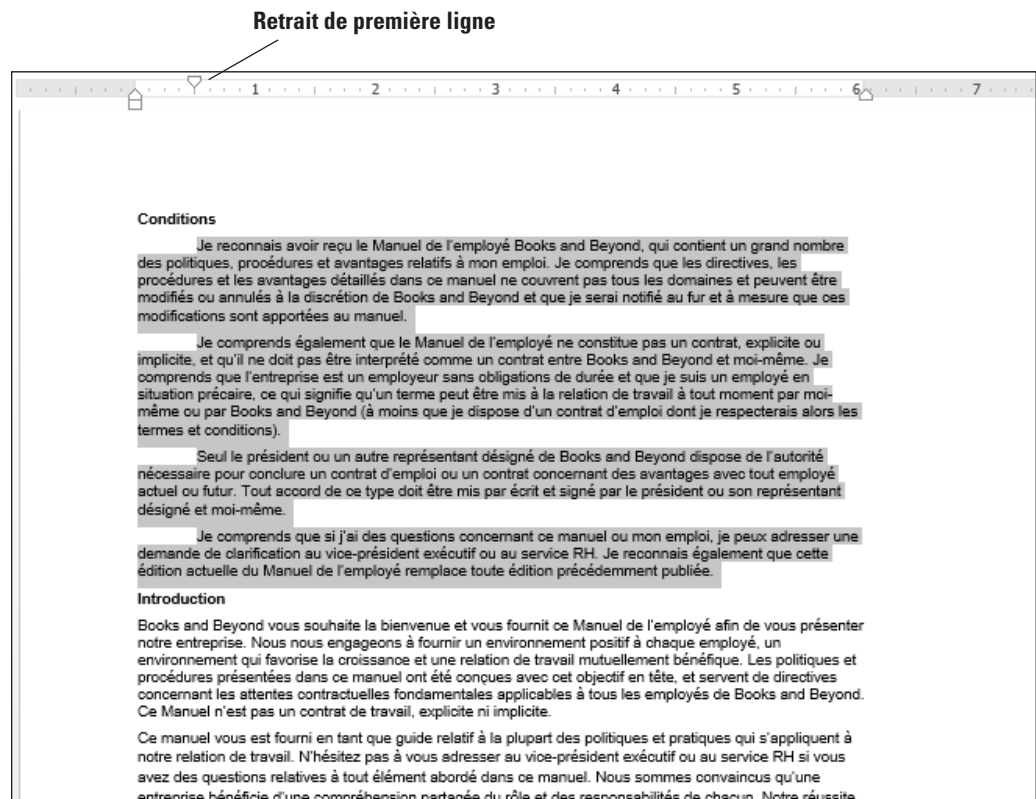 Retrait de première ligne
1 2 3 4 5 6 7
Conditions
Je reconnais avoir reçu le Manuel de l'employé Books and Beyond, qui contient un grand nombre
des politiques, procédures et avantages relatifs à mon emploi. Je comprends que les directives, les
procédures et les avantages détaillés dans ce manuel ne couvrent pas tous les domaines et peuvent être
modifiés ou annulés à la discrétion de Books and Beyond et que je serai notifié au fur et à mesure que ces
modifications sont apportées au manuel.
Je comprends également que le Manuel de l'employé ne constitue pas un contrat, explicite ou
implicite, et qu'il ne doit pas être interprété comme un contrat entre Books and Beyond et moi-même. Je
comprends que l'entreprise est un employeur sans obligations de durée et que je suis un employé en
situation précaire, ce qui signifie qu'un terme peut être mis à la relation de travail à tout moment par moi-
même ou par Books and Beyond (à moins que je dispose d'un contrat d'emploi dont je respecterais alors les
termes et conditions).
Seul le président ou un autre représentant désigné de Books and Beyond dispose de l'autorité
nécessaire pour conclure un contrat d'emploi ou un contrat concernant des avantages avec tout employé
actuel ou futur. Tout accord de ce type doit être mis par écrit et signé par le président ou son représentant
désigné et moi-même.
Je comprends que si j'ai des questions concernant ce manuel ou mon emploi, je peux adresser une
demande de clarification au vice-président exécutif ou au service RH. Je reconnais également que cette
édition actuelle du Manuel de l'employé remplace toute édition précédemment publiée.
Introduction
Books and Beyond vous souhaite la bienvenue et vous fournit ce Manuel de l'employé afin de vous présenter
notre entreprise. Nous nous engageons à fournir un environnement positif à chaque employé, un
environnement qui favorise la croissance et une relation de travail mutuellement bénéfique. Les politiques et
procédures présentées dans ce manuel ont été conçues avec cet objectif en tête, et servent de directives
concernant les attentes contractuelles fondamentales applicables à tous les employés de Books and Beyond.
Ce Manuel n'est pas un contrat de travail, explicite ni implicite.
Ce manuel vous est fourni en tant que guide relatif à la plupart des politiques et pratiques qui s'appliquent à
notre relation de travail. N'hésitez pas à vous adresser au vice-président exécutif ou au service RH si vous
avez des questions relatives à tout élément abordé dans ce manuel. Nous sommes convaincus qu'une
entreprise bénéficie d'une compréhension partagée du rôle et des responsabilités de chacun. Notre réussite